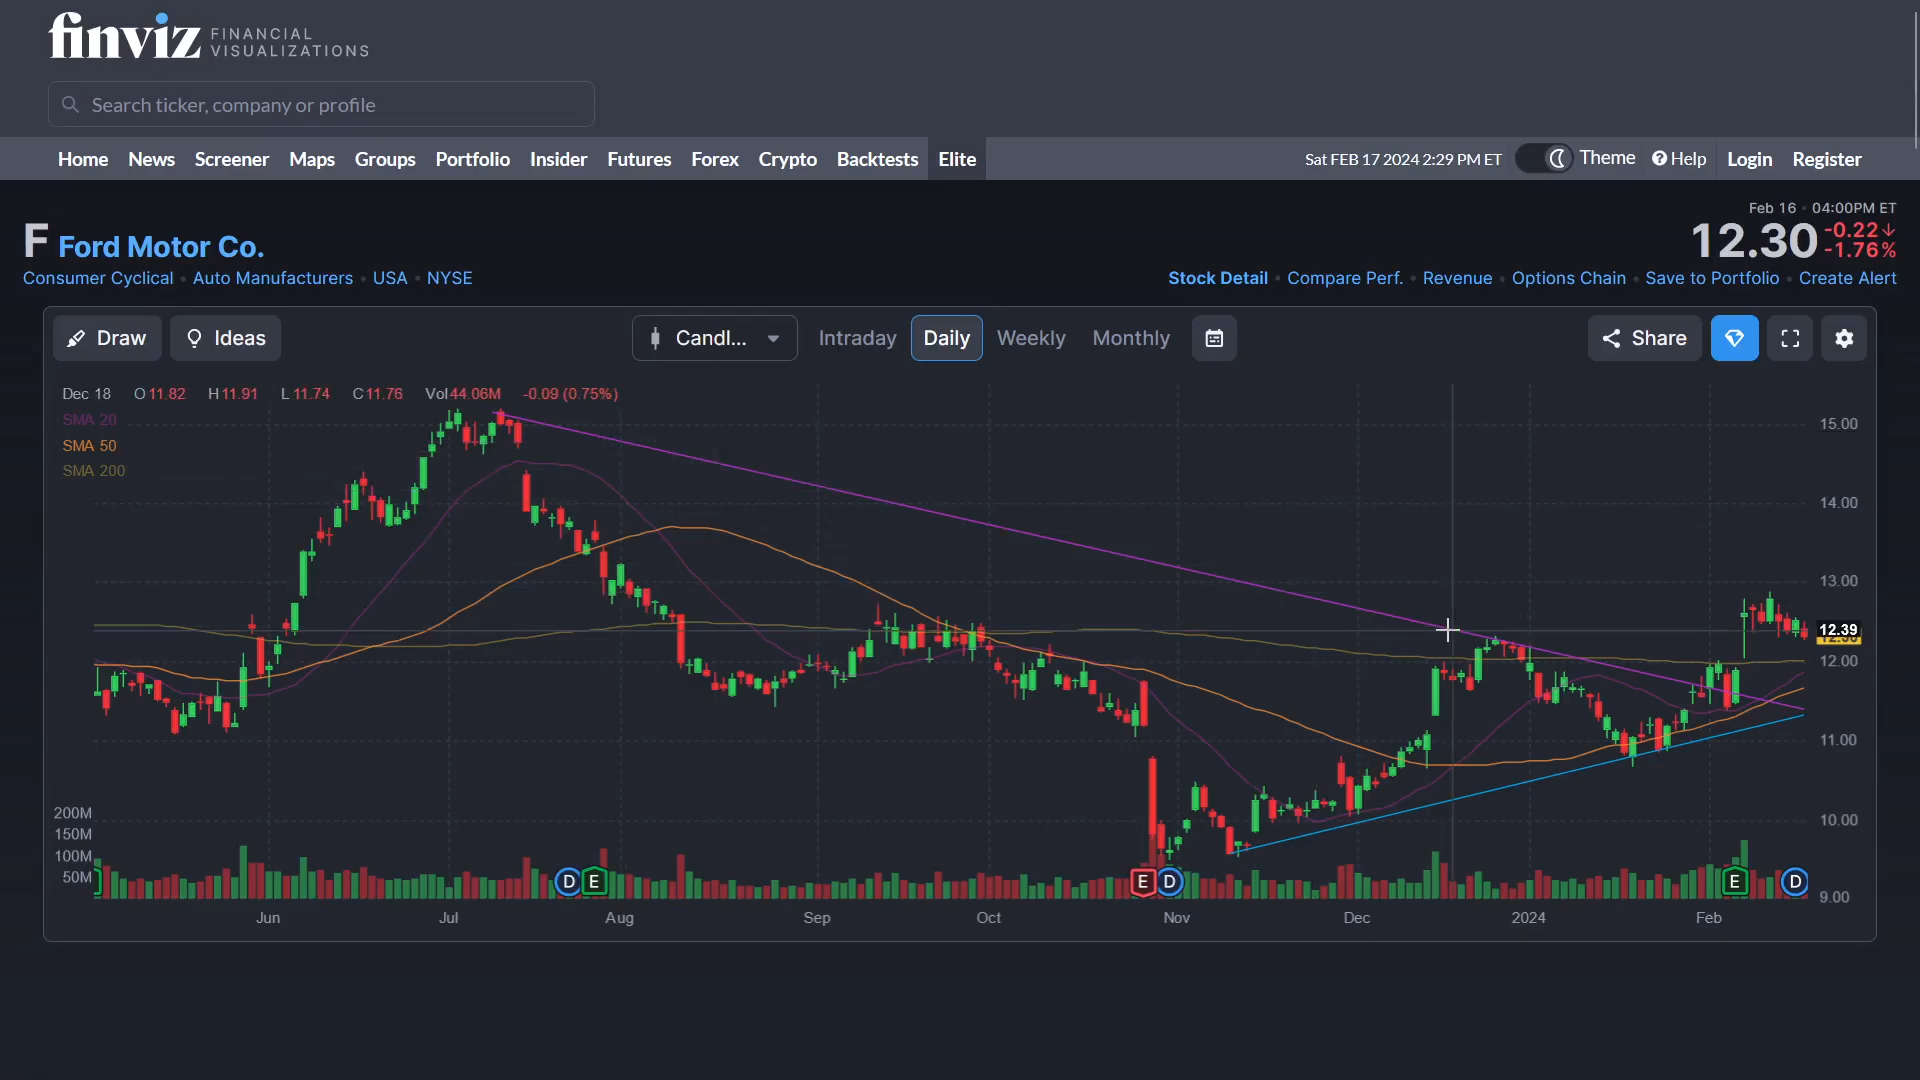 finviz FINANCIAL VISUALIZATIONS
Search ticker, company or profile
Home News Screener Maps Groups Portfolio Insider Futures Forex Crypto Backtests Elite Sat FEB 17 2024 2:29 PM ET Theme Help Login Register
Feb 16 • 04:00PM ET
F Ford Motor Co. 12.30 -0.22↓ -1.76%
Consumer Cyclical • Auto Manufacturers • USA • NYSE Stock Detail • Compare Perf. • Revenue • Options Chain • Save to Portfolio • Create Alert
Draw Ideas Candl... Intraday Daily Weekly Monthly Share
Dec 18 O 11.82 H 11.91 L 11.74 C 11.76 Vol 44.06M -0.09 (0.75%)
SMA 20
SMA 50
SMA 200
15.00
14.00
13.00
12.39
12.00
11.00
10.00
9.00
200M
150M
100M
50M
D E E D E D
Jun Jul Aug Sep Oct Nov Dec 2024 Feb